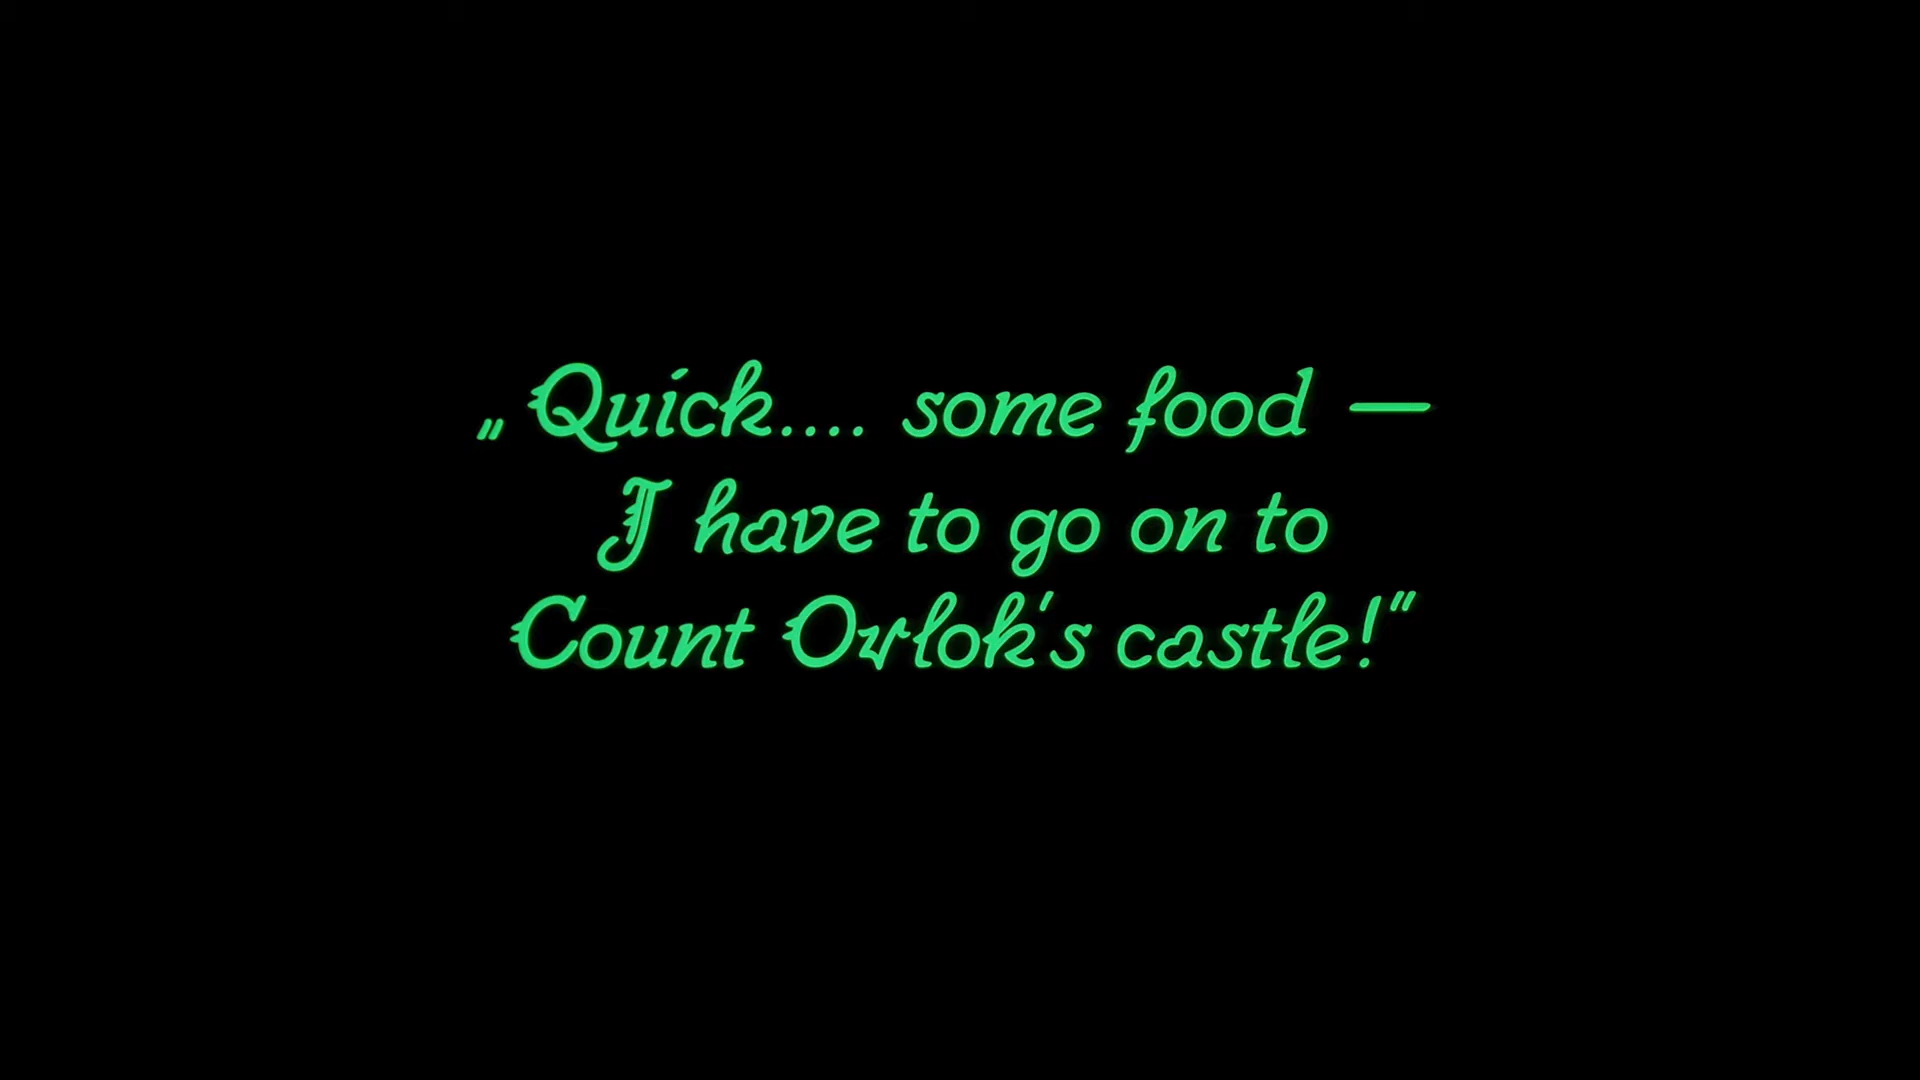 „Quick.... some food —
I have to go on to
Count Orlok's castle!"